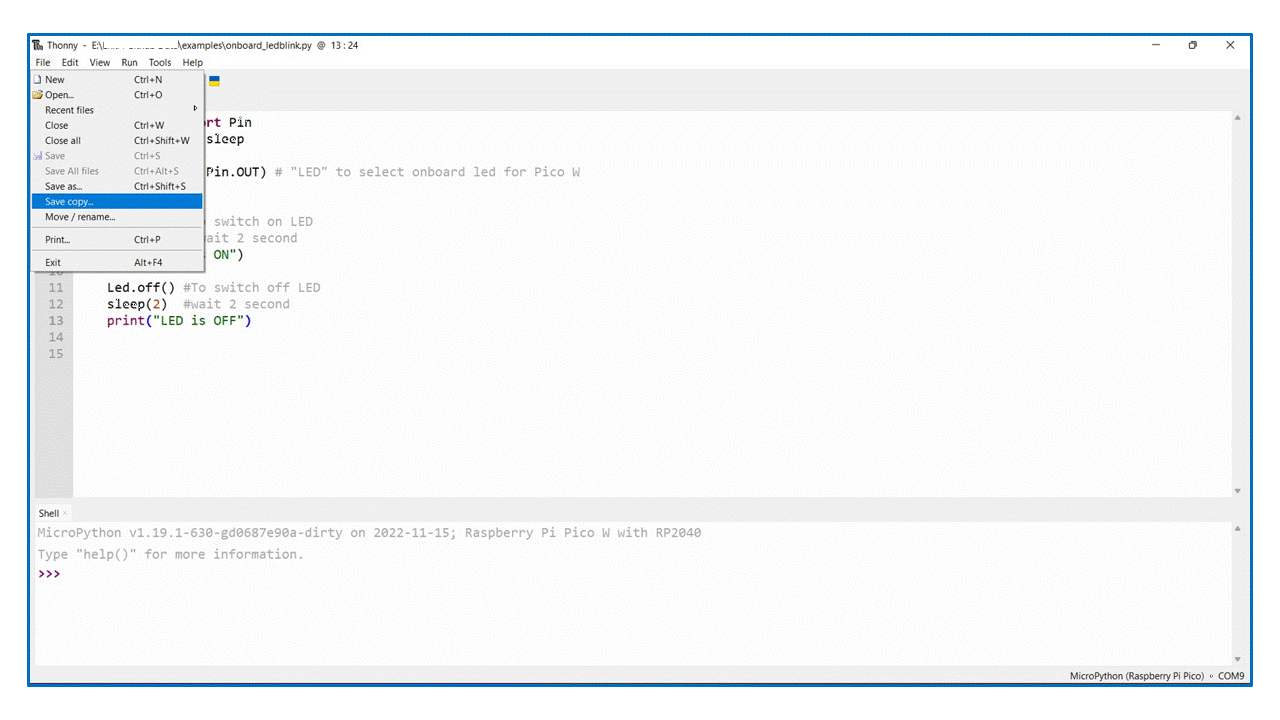 Thonny - E:\ \examples\onboard_ledblink.py @ 13 : 24
File Edit View Run Tools Help
New Ctrl+N
Open... Ctrl+O
Recent files
Close Ctrl+W
Close all Ctrl+Shift+W
Save Ctrl+S
Save All files Ctrl+Alt+S
Save as... Ctrl+Shift+S
Save copy...
Move / rename...
Print... Ctrl+P
Exit Alt+F4
rt Pin
sleep
Pin.OUT) # "LED" to select onboard led for Pico W
switch on LED
ait 2 second
ON")
11 Led.off() #To switch off LED
12 sleep(2) #wait 2 second
13 print("LED is OFF")
14
15
Shell
MicroPython v1.19.1-630-gd0687e90a-dirty on 2022-11-15; Raspberry Pi Pico W with RP2040
Type "help()" for more information.
>>>
MicroPython (Raspberry Pi Pico) • COM9